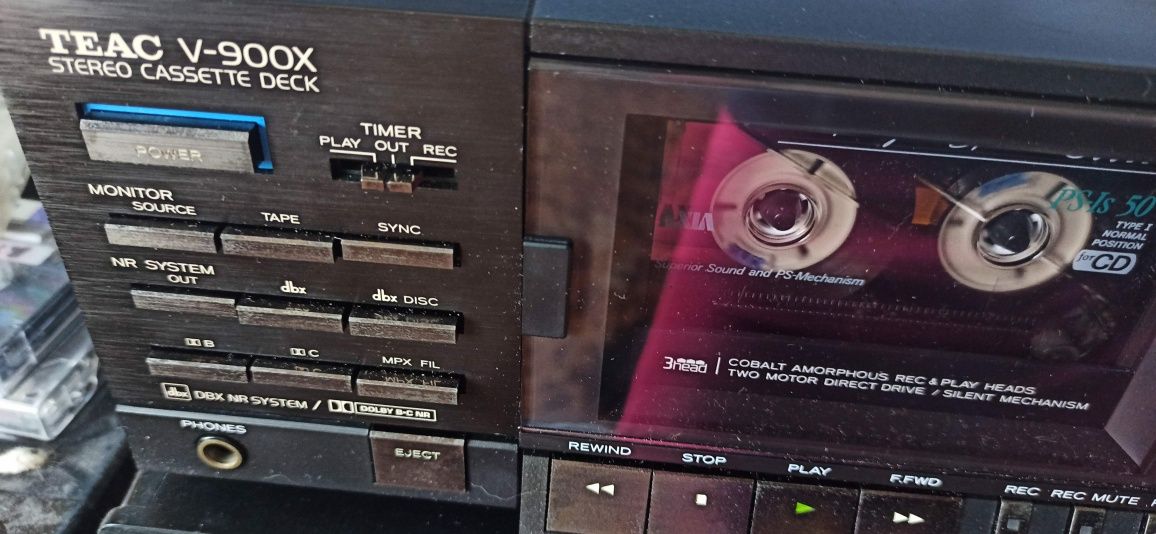 TEAC V-900X
STEREO CASSETTE DECK
POWER
TIMER
PLAY OUT REC
MONITOR
SOURCE
TAPE
SYNC
NR SYSTEM
OUT
dbx
dbx DISC
B
C
MPX FIL
dbx DBX NR SYSTEM / DOLBY B-C NR
PHONES
EJECT
AXIA
PS-Is 50
TYPE I
NORMAL
POSITION
for CD
Superior Sound and PS-Mechanism
3head COBALT AMORPHOUS REC & PLAY HEADS
TWO MOTOR DIRECT DRIVE / SILENT MECHANISM
REWIND
STOP
PLAY
F.FWD
REC
REC MUTE